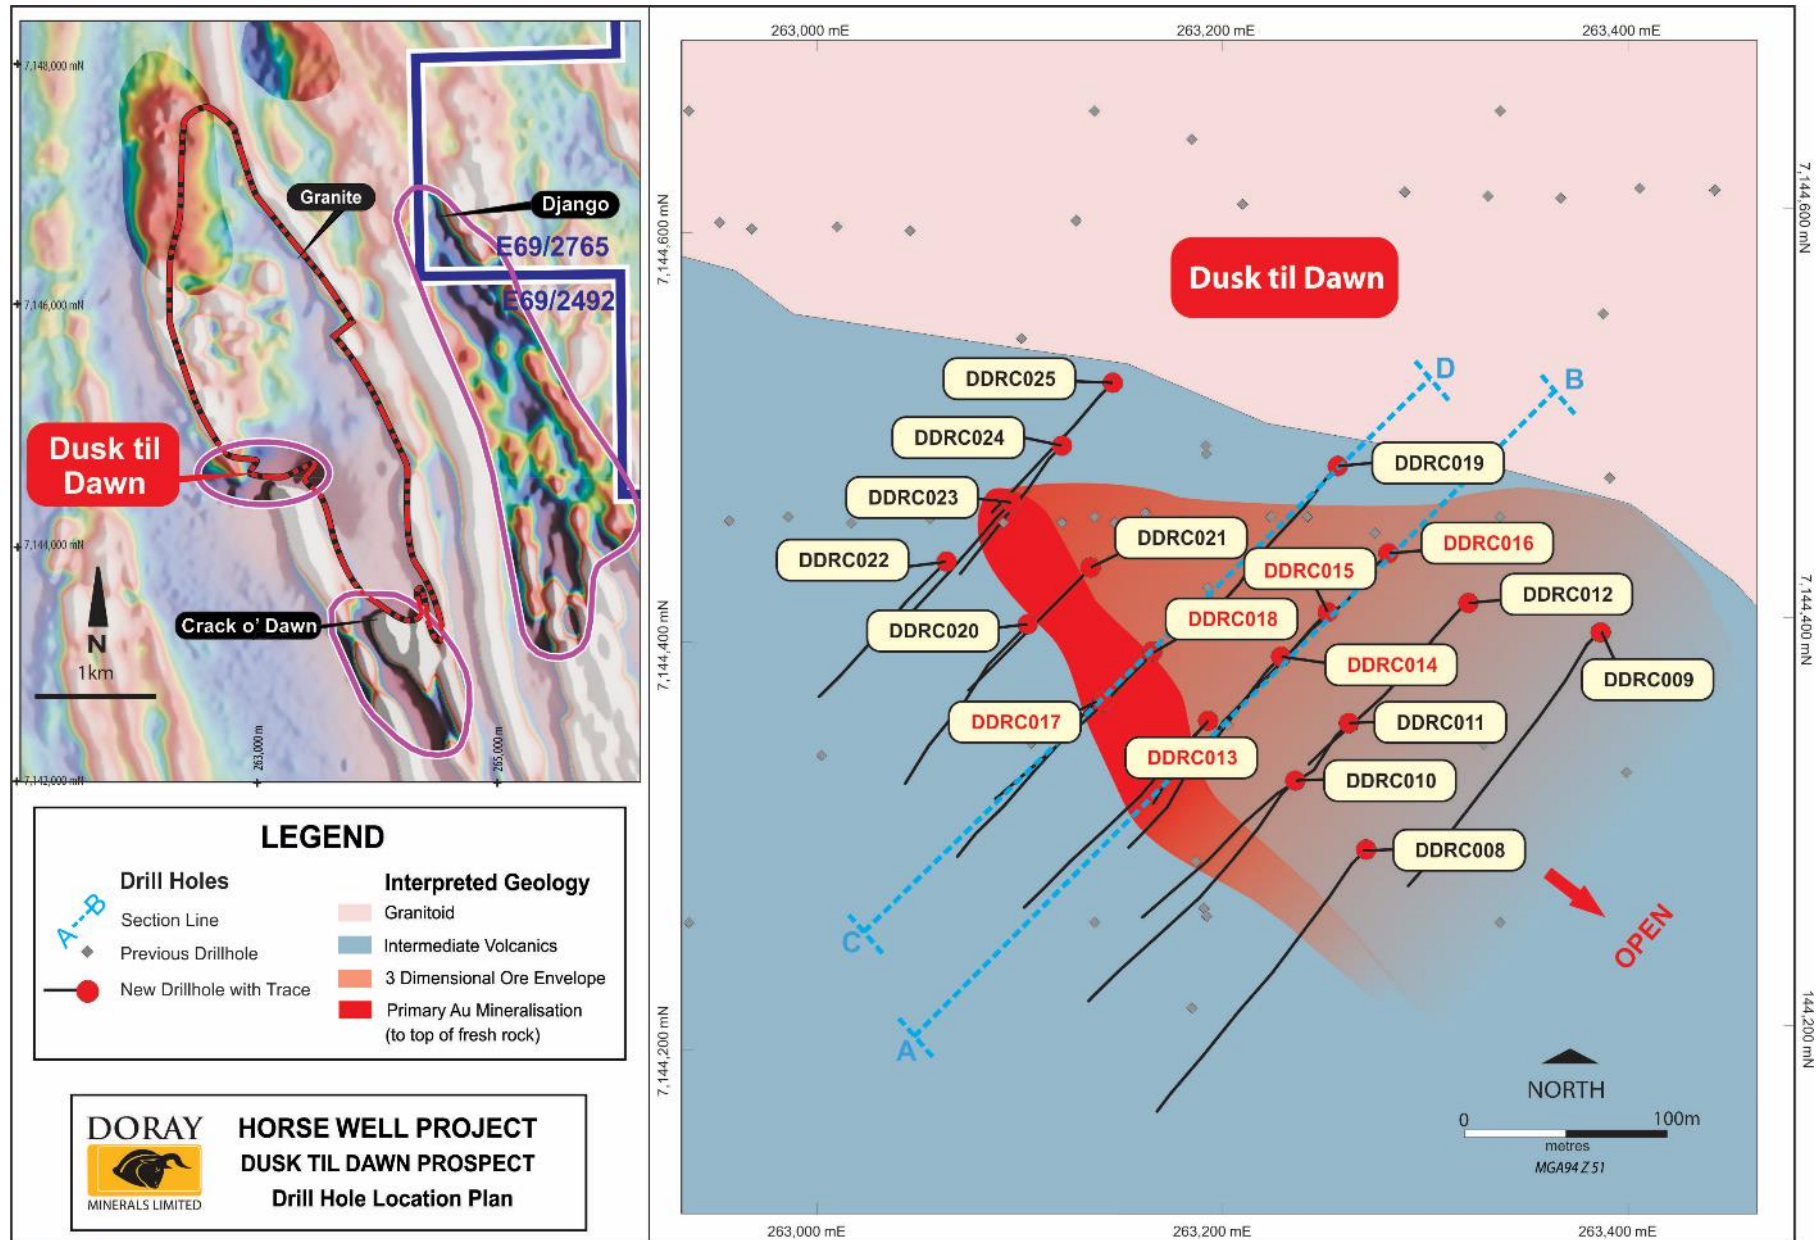 7,148,000 mN
7,146,000 mN
7,144,000 mN
7,142,000 mN
263,000 m
265,000 m
Granite
Django
E69/2765
E69/2492
Dusk til
Dawn
Crack o' Dawn
N
1km
LEGEND
Drill Holes
A B
Section Line
Previous Drillhole
New Drillhole with Trace
Interpreted Geology
Granitoid
Intermediate Volcanics
3 Dimensional Ore Envelope
Primary Au Mineralisation
(to top of fresh rock)
DORAY
MINERALS LIMITED
HORSE WELL PROJECT
DUSK TIL DAWN PROSPECT
Drill Hole Location Plan
263,000 mE
263,200 mE
263,400 mE
7,144,600 mN
7,144,600 mN
Dusk til Dawn
D
B
DDRC025
DDRC024
DDRC019
DDRC023
DDRC021
DDRC016
DDRC022
DDRC015
DDRC012
DDRC018
DDRC020
DDRC014
DDRC009
7,144,400 mN
7,144,400 mN
DDRC017
DDRC011
DDRC013
DDRC010
DDRC008
C
OPEN
A
7,144,200 mN
144,200 mN
NORTH
0
100m
metres
MGA94 Z 51
263,000 mE
263,200 mE
263,400 mE